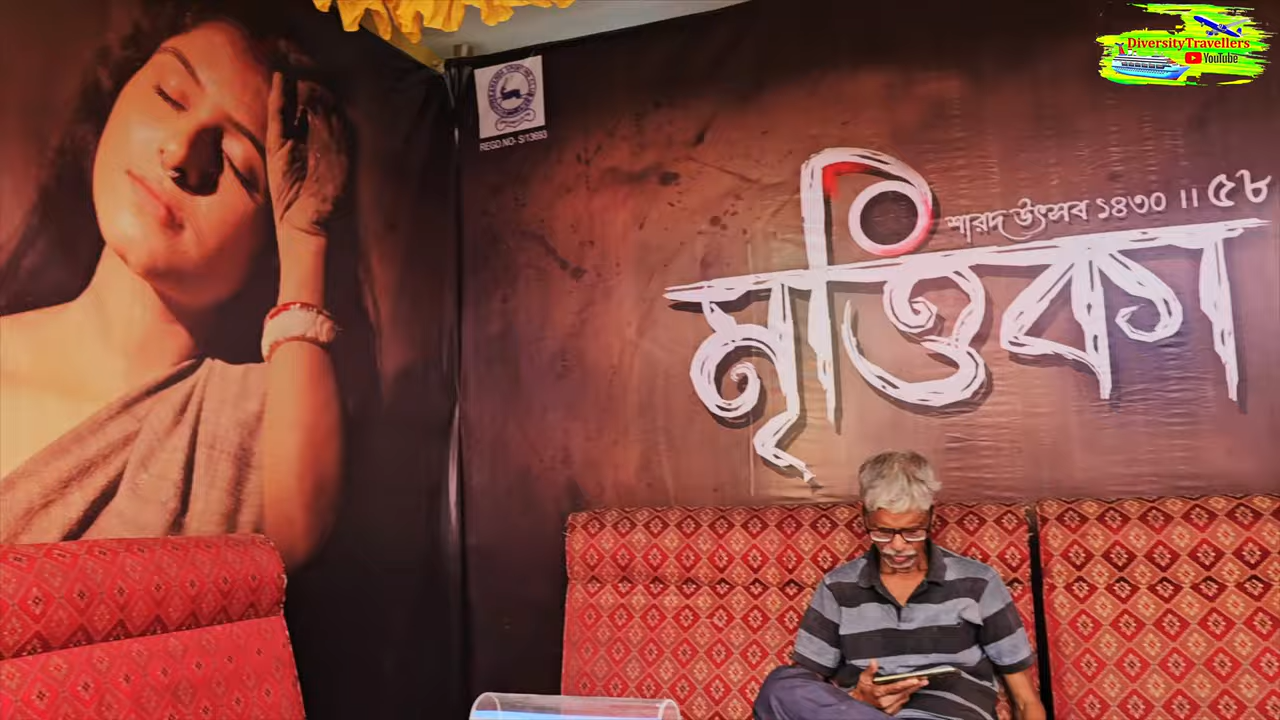 DiversityTravellers
YouTube
REGD.NO- S/13693
শারদ উৎসব ১৪৩০ ।। ৫৮
মৃত্তিকা